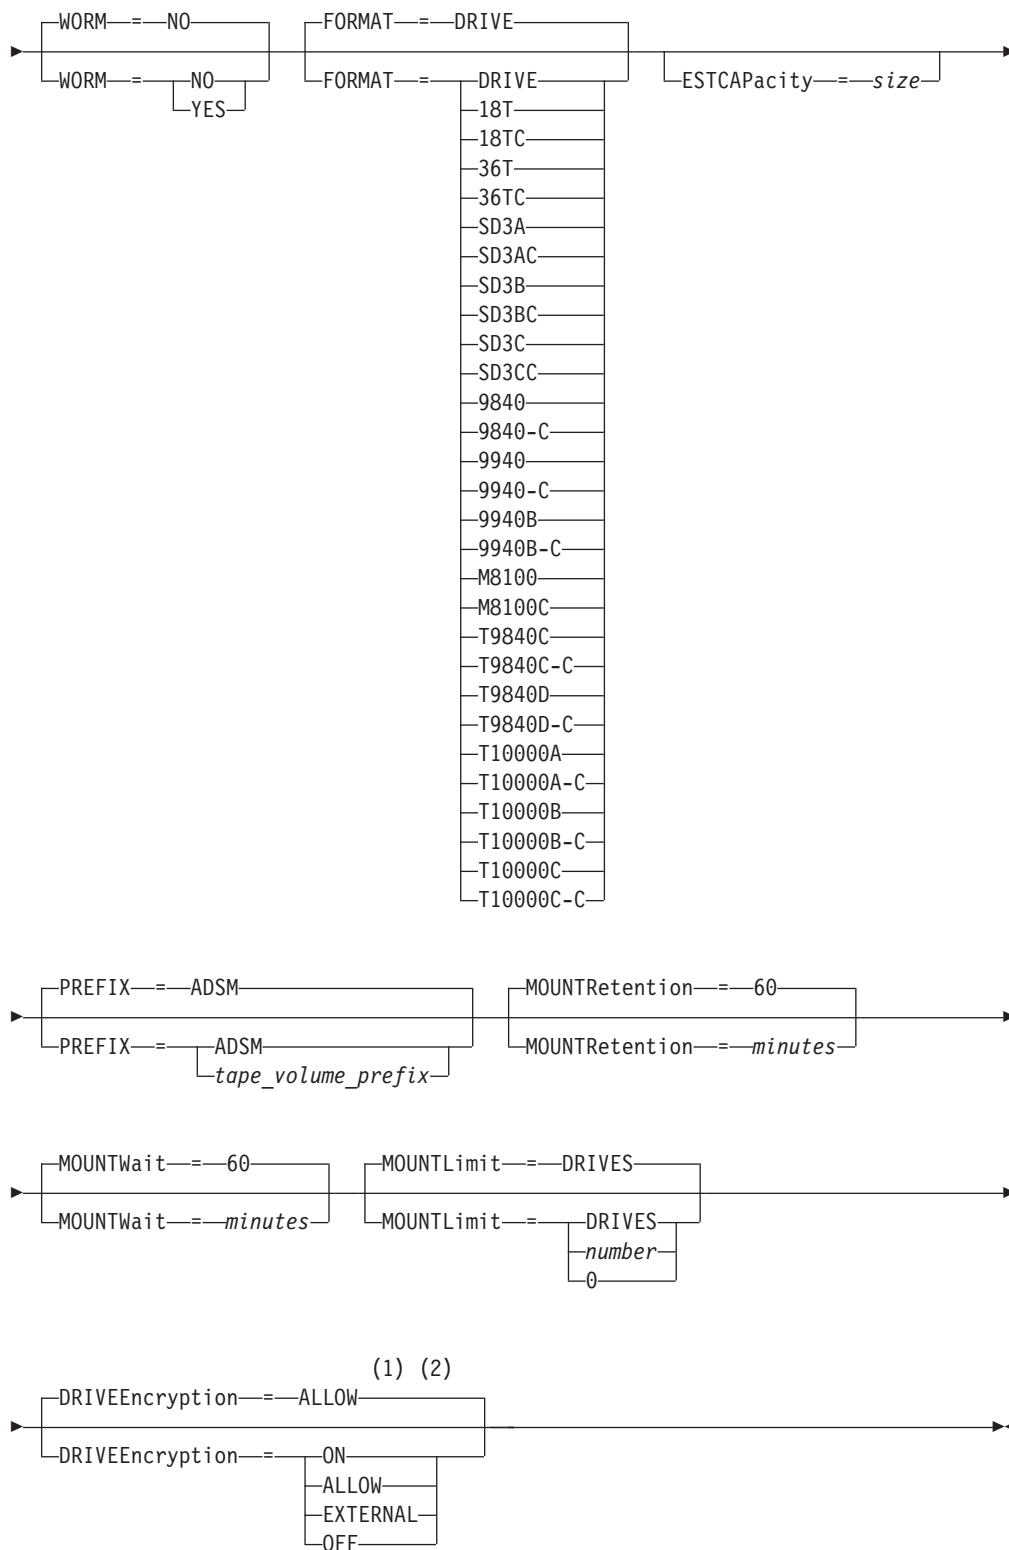 WORM = NO FORMAT = DRIVE
WORM = NO FORMAT = DRIVE ESTCAPacity = size
YES 18T
18TC
36T
36TC
SD3A
SD3AC
SD3B
SD3BC
SD3C
SD3CC
9840
9840-C
9940
9940-C
9940B
9940B-C
M8100
M8100C
T9840C
T9840C-C
T9840D
T9840D-C
T10000A
T10000A-C
T10000B
T10000B-C
T10000C
T10000C-C
PREFIX = ADSM MOUNTRetention = 60
PREFIX = ADSM MOUNTRetention = minutes
tape_volume_prefix
MOUNTWait = 60 MOUNTLimit = DRIVES
MOUNTWait = minutes MOUNTLimit = DRIVES
number
0
(1) (2)
DRIVEEncryption = ALLOW
DRIVEEncryption = ON
ALLOW
EXTERNAL
OFF